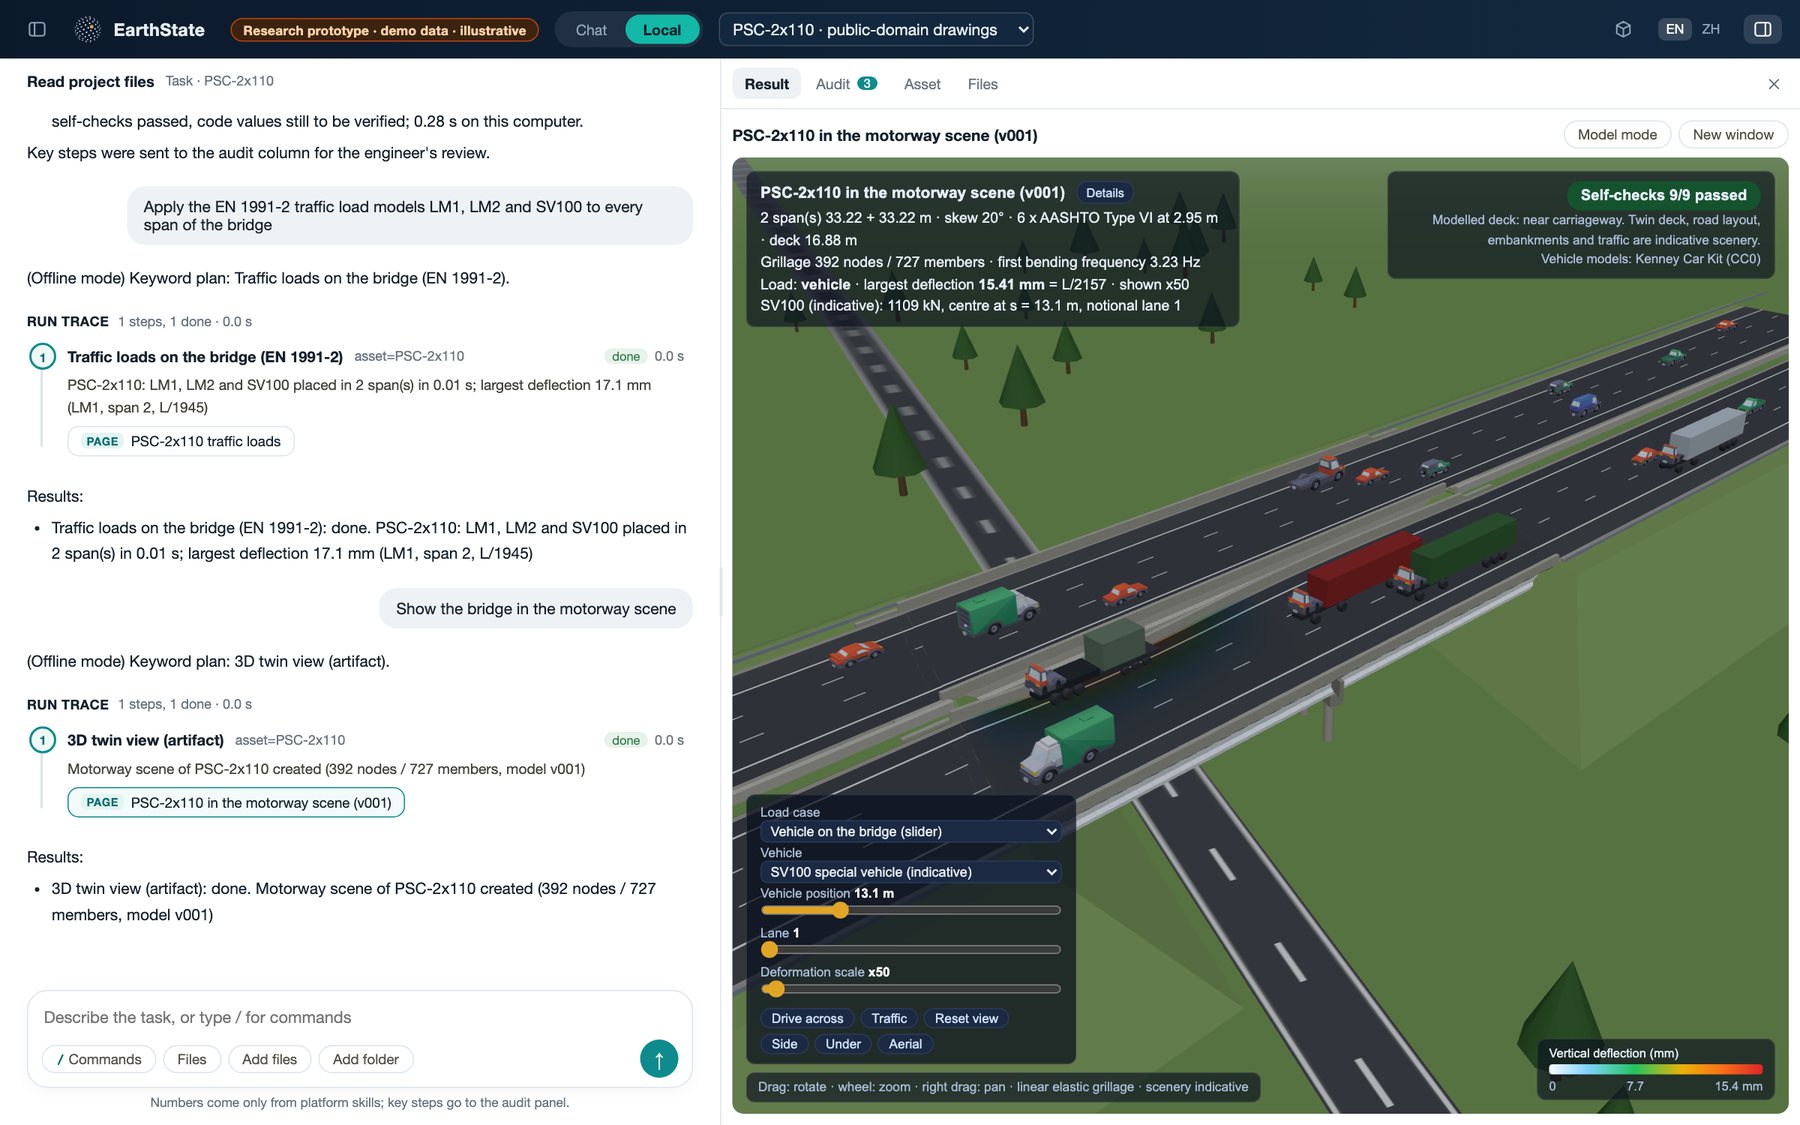 EarthState
Research prototype · demo data · illustrative
Chat
Local
PSC-2x110 · public-domain drawings
EN
ZH
Read project files
Task · PSC-2x110
self-checks passed, code values still to be verified; 0.28 s on this computer.
Key steps were sent to the audit column for the engineer's review.
Apply the EN 1991-2 traffic load models LM1, LM2 and SV100 to every
span of the bridge
(Offline mode) Keyword plan: Traffic loads on the bridge (EN 1991-2).
RUN TRACE 1 steps, 1 done · 0.0 s
1 Traffic loads on the bridge (EN 1991-2) asset=PSC-2x110 done 0.0 s
PSC-2x110: LM1, LM2 and SV100 placed in 2 span(s) in 0.01 s; largest deflection 17.1 mm
(LM1, span 2, L/1945)
PAGE PSC-2x110 traffic loads
Results:
• Traffic loads on the bridge (EN 1991-2): done. PSC-2x110: LM1, LM2 and SV100 placed in
2 span(s) in 0.01 s; largest deflection 17.1 mm (LM1, span 2, L/1945)
Show the bridge in the motorway scene
(Offline mode) Keyword plan: 3D twin view (artifact).
RUN TRACE 1 steps, 1 done · 0.0 s
1 3D twin view (artifact) asset=PSC-2x110 done 0.0 s
Motorway scene of PSC-2x110 created (392 nodes / 727 members, model v001)
PAGE PSC-2x110 in the motorway scene (v001)
Results:
• 3D twin view (artifact): done. Motorway scene of PSC-2x110 created (392 nodes / 727
members, model v001)
Describe the task, or type / for commands
/ Commands
Files
Add files
Add folder
Numbers come only from platform skills; key steps go to the audit panel.
Result
Audit 3
Asset
Files
PSC-2x110 in the motorway scene (v001)
Model mode
New window
PSC-2x110 in the motorway scene (v001) Details
2 span(s) 33.22 + 33.22 m · skew 20° · 6 x AASHTO Type VI at 2.95 m
· deck 16.88 m
Grillage 392 nodes / 727 members · first bending frequency 3.23 Hz
Load: vehicle · largest deflection 15.41 mm = L/2157 · shown x50
SV100 (indicative): 1109 kN, centre at s = 13.1 m, notional lane 1
Self-checks 9/9 passed
Modelled deck: near carriageway. Twin deck, road layout,
embankments and traffic are indicative scenery.
Vehicle models: Kenney Car Kit (CC0)
Load case
Vehicle on the bridge (slider)
Vehicle
SV100 special vehicle (indicative)
Vehicle position 13.1 m
Lane 1
Deformation scale x50
Drive across
Traffic
Reset view
Side
Under
Aerial
Drag: rotate · wheel: zoom · right drag: pan · linear elastic grillage · scenery indicative
Vertical deflection (mm)
0 7.7 15.4 mm